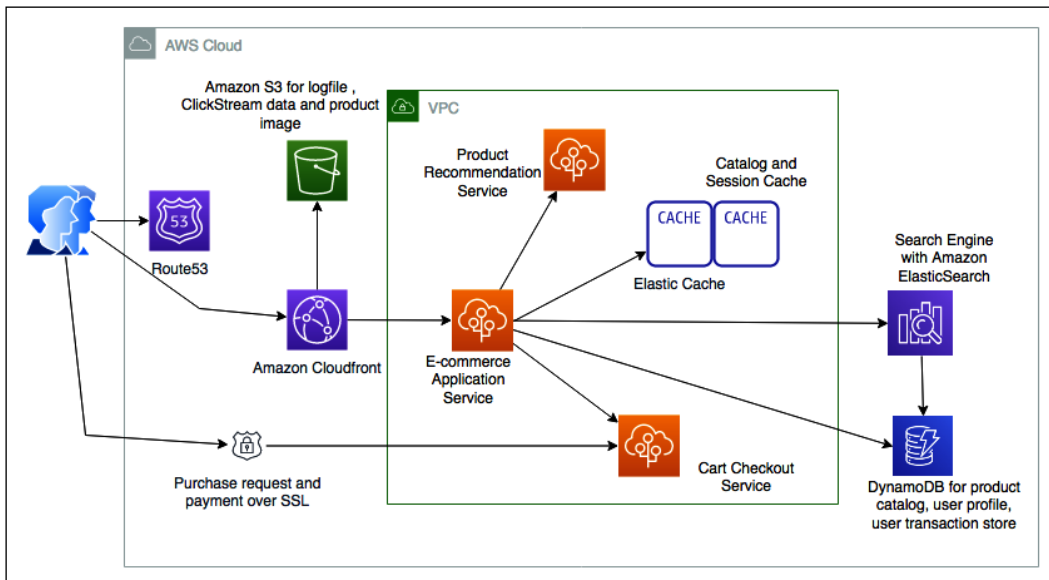 AWS Cloud
Amazon S3 for logfile ,
ClickStream data and product
image
VPC
Product
Recommendation
Service
Catalog and
Session Cache
CACHE
CACHE
Elastic Cache
53
Route53
Search Engine
with Amazon
ElasticSearch
Amazon Cloudfront
E-commerce
Application
Service
Purchase request and
payment over SSL
Cart Checkout
Service
DynamoDB for product
catalog, user profile,
user transaction store